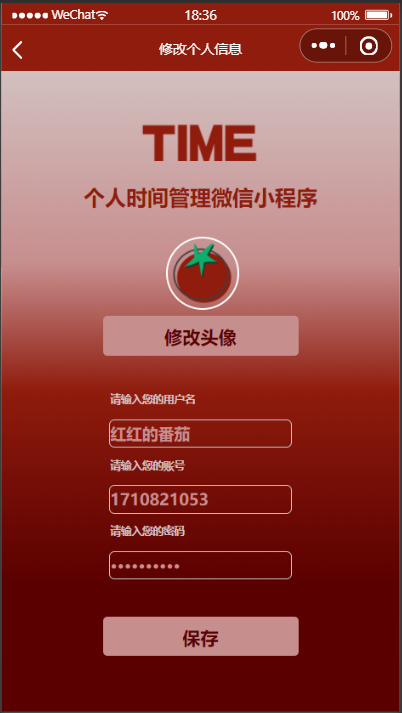 WeChat 18:36 100%
修改个人信息
TIME
个人时间管理微信小程序
修改头像
请输入您的用户名
红红的番茄
请输入您的账号
1710821053
请输入您的密码
••••••••••
保存